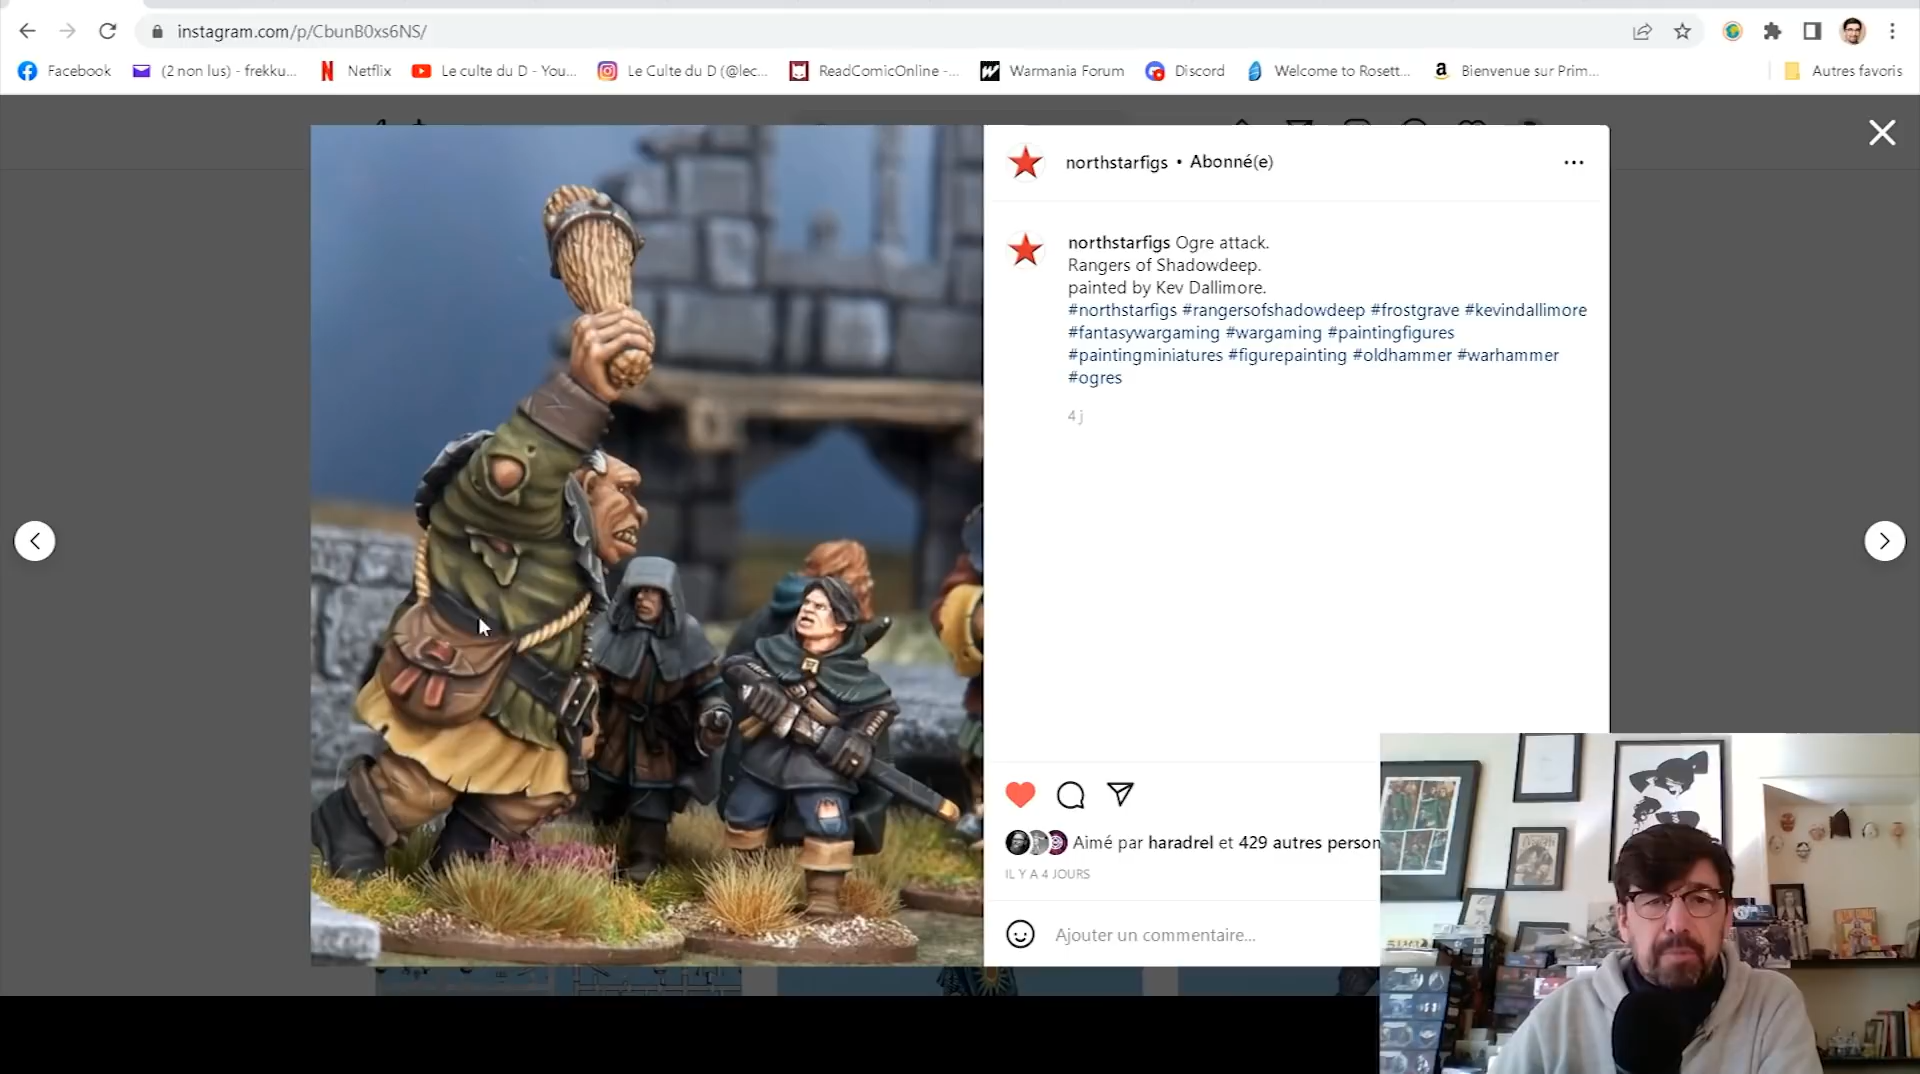 instagram.com/p/CbunB0xs6NS/
Facebook
(2 non lus) - frekku...
Netflix
Le culte du D - You...
Le Culte du D (@lec...
ReadComicOnline -...
Warmania Forum
Discord
Welcome to Rosett...
Bienvenue sur Prim...
Autres favoris
northstarfigs • Abonné(e)
northstarfigs Ogre attack.
Rangers of Shadowdeep.
painted by Kev Dallimore.
#northstarfigs #rangersofshadowdeep #frostgrave #kevindallimore
#fantasywargaming #wargaming #paintingfigures
#paintingminiatures #figurepainting #oldhammer #warhammer
#ogres
4 j
Aimé par haradrel et 429 autres person
IL Y A 4 JOURS
Ajouter un commentaire...